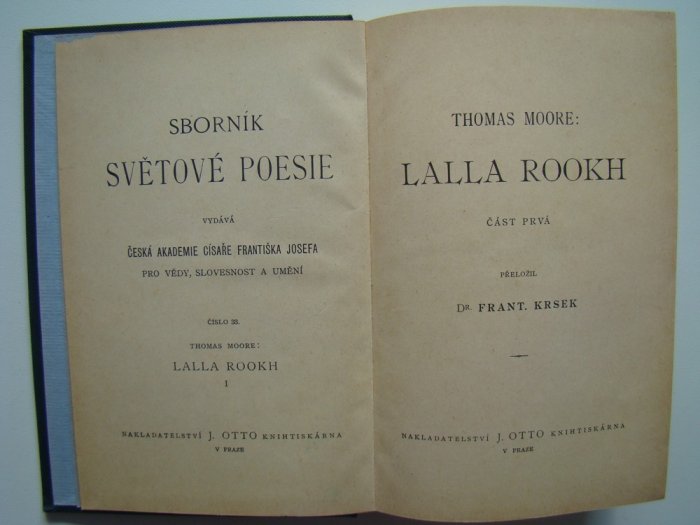 SBORNÍK
SVĚTOVÉ POESIE
VYDÁVÁ
ČESKÁ AKADEMIE CÍSAŘE FRANTIŠKA JOSEFA
PRO VĚDY, SLOVESNOST A UMĚNÍ
ČÍSLO 38.
THOMAS MOORE:
LALLA ROOKH
I
NAKLADATELSTVÍ J. OTTO KNIHTISKÁRNA
V PRAZE
THOMAS MOORE:
LALLA ROOKH
ČÁST PRVÁ
PŘELOŽIL
DR. FRANT. KRSEK
NAKLADATELSTVÍ J. OTTO KNIHTISKÁRNA
V PRAZE